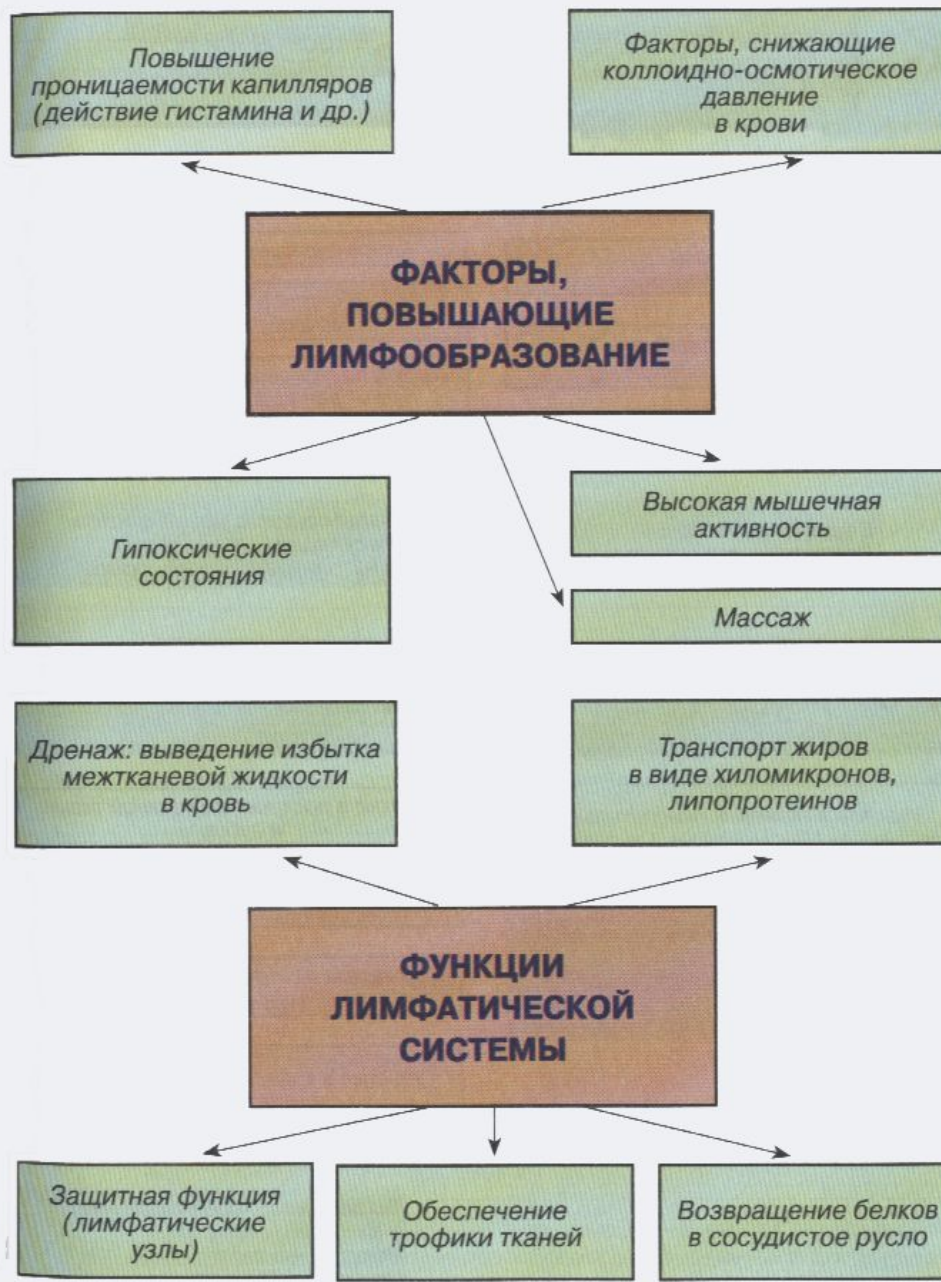 Повышение
проницаемости капилляров
(действие гистамина и др.)
Факторы, снижающие
коллоидно-осмотическое
давление
в крови
ФАКТОРЫ,
ПОВЫШАЮЩИЕ
ЛИМФООБРАЗОВАНИЕ
Гипоксические
состояния
Высокая мышечная
активность
Массаж
Дренаж: выведение избытка
межтканевой жидкости
в кровь
Транспорт жиров
в виде хиломикронов,
липопротеинов
ФУНКЦИИ
ЛИМФАТИЧЕСКОЙ
СИСТЕМЫ
Защитная функция
(лимфатические
узлы)
Обеспечение
трофики тканей
Возвращение белков
в сосудистое русло